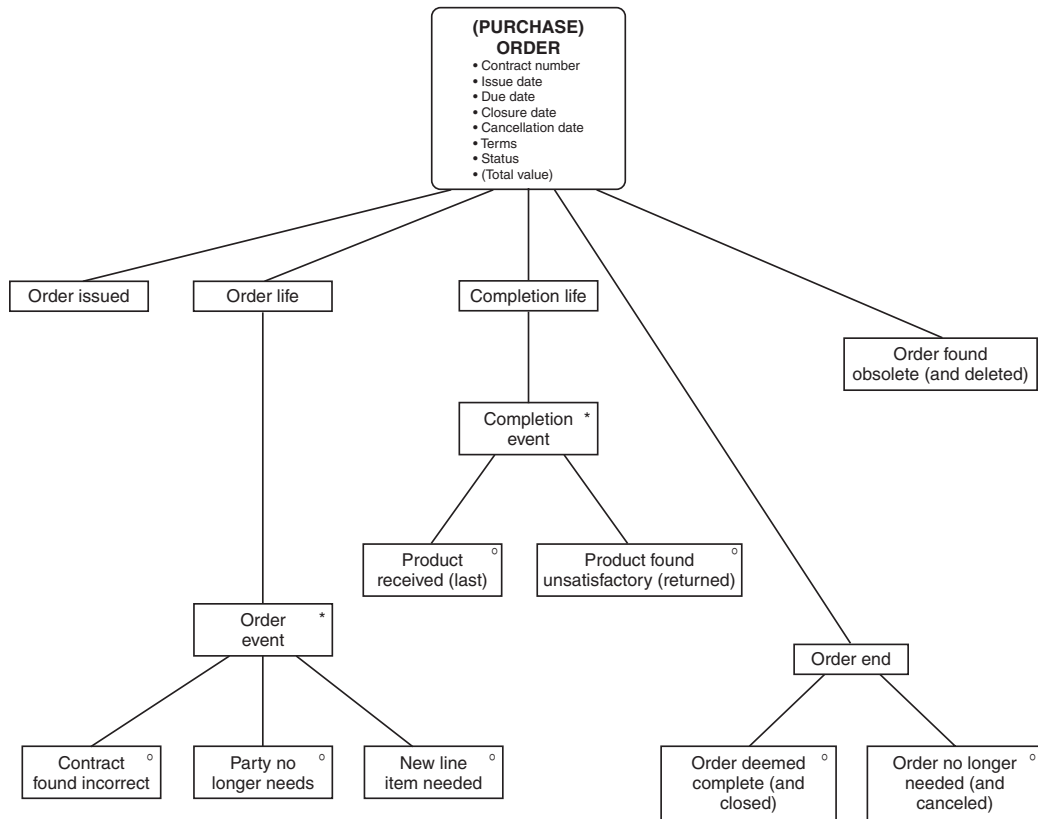 (PURCHASE)
ORDER
• Contract number
• Issue date
• Due date
• Closure date
• Cancellation date
• Terms
• Status
• (Total value)
Order issued
Order life
Completion life
Order found
obsolete (and deleted)
Completion *
event
Product o
received (last)
Product found o
unsatisfactory (returned)
Order *
event
Order end
Contract o
found incorrect
Party no o
longer needs
New line o
item needed
Order deemed o
complete (and
closed)
Order no longer o
needed (and
canceled)